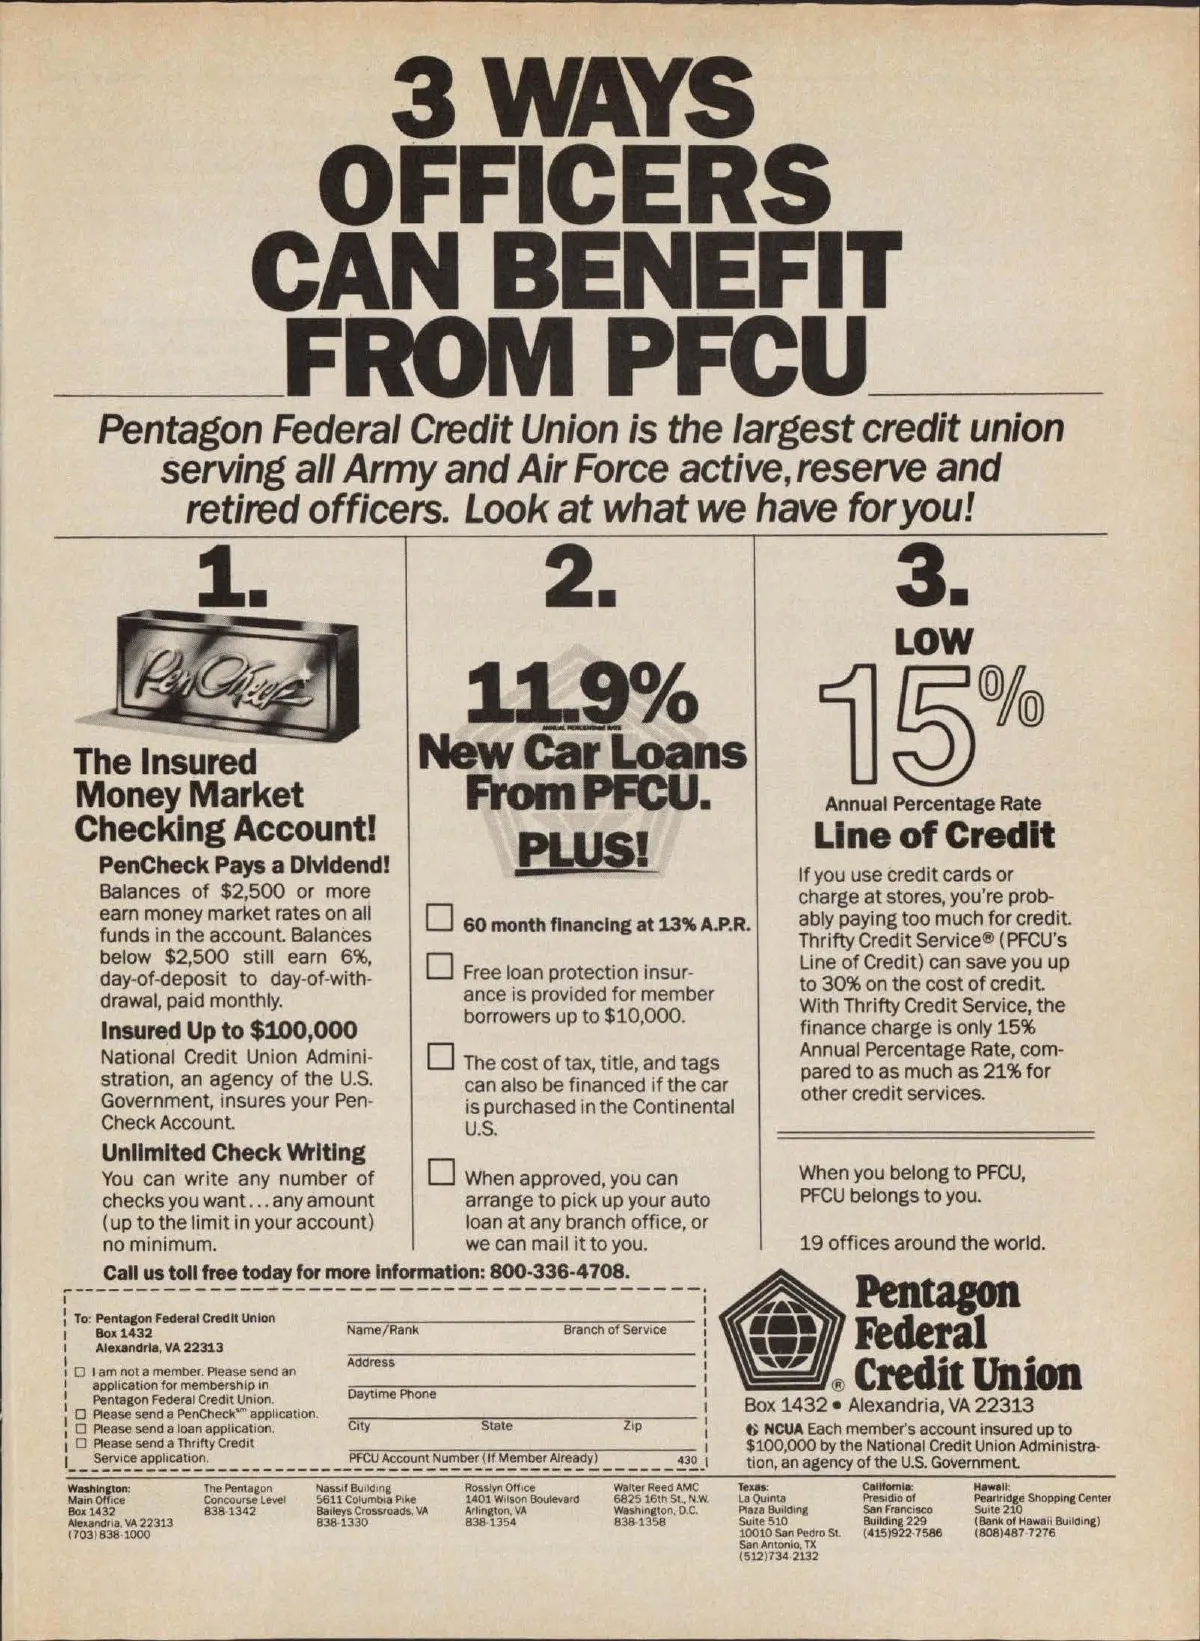 3 WAYS
OFFICERS
CAN BENEFIT
FROM PFCU
Pentagon Federal Credit Union is the largest credit union
serving all Army and Air Force active, reserve and
retired officers. Look at what we have for you!
1.
PenCheck
The Insured
Money Market
Checking Account!
PenCheck Pays a Dividend!
Balances of $2,500 or more
earn money market rates on all
funds in the account. Balances
below $2,500 still earn 6%,
day-of-deposit to day-of-with-
drawal, paid monthly.
Insured Up to $100,000
National Credit Union Admini-
stration, an agency of the U.S.
Government, insures your Pen-
Check Account.
Unlimited Check Writing
You can write any number of
checks you want... any amount
(up to the limit in your account)
no minimum.
2.
11.9%
ANNUAL PERCENTAGE RATE
New Car Loans
From PFCU.
PLUS!
60 month financing at 13% A.P.R.
Free loan protection insur-
ance is provided for member
borrowers up to $10,000.
The cost of tax, title, and tags
can also be financed if the car
is purchased in the Continental
U.S.
When approved, you can
arrange to pick up your auto
loan at any branch office, or
we can mail it to you.
3.
LOW
15%
Annual Percentage Rate
Line of Credit
If you use credit cards or
charge at stores, you're prob-
ably paying too much for credit.
Thrifty Credit Service® (PFCU's
Line of Credit) can save you up
to 30% on the cost of credit.
With Thrifty Credit Service, the
finance charge is only 15%
Annual Percentage Rate, com-
pared to as much as 21% for
other credit services.
When you belong to PFCU,
PFCU belongs to you.
19 offices around the world.
Call us toll free today for more information: 800-336-4708.
To: Pentagon Federal Credit Union
Box 1432
Alexandria, VA 22313
I am not a member. Please send an
application for membership in
Pentagon Federal Credit Union.
Please send a PenCheck℠ application.
Please send a loan application.
Please send a Thrifty Credit
Service application.
Name/Rank Branch of Service
Address
Daytime Phone
City State Zip
PFCU Account Number (If Member Already) 430
®
Pentagon
Federal
Credit Union
Box 1432 • Alexandria, VA 22313
NCUA Each member's account insured up to
$100,000 by the National Credit Union Administra-
tion, an agency of the U.S. Government.
Washington:
Main Office
Box 1432
Alexandria, VA 22313
(703) 838-1000
The Pentagon
Concourse Level
838-1342
Nassif Building
5611 Columbia Pike
Baileys Crossroads, VA
838-1330
Rosslyn Office
1401 Wilson Boulevard
Arlington, VA
838-1354
Walter Reed AMC
6825 16th St., N.W.
Washington, D.C.
838-1358
Texas:
La Quinta
Plaza Building
Suite 510
10010 San Pedro St.
San Antonio, TX
(512)734-2132
California:
Presidio of
San Francisco
Building 229
(415)922-7586
Hawaii:
Pearlridge Shopping Center
Suite 210
(Bank of Hawaii Building)
(808)487-7276